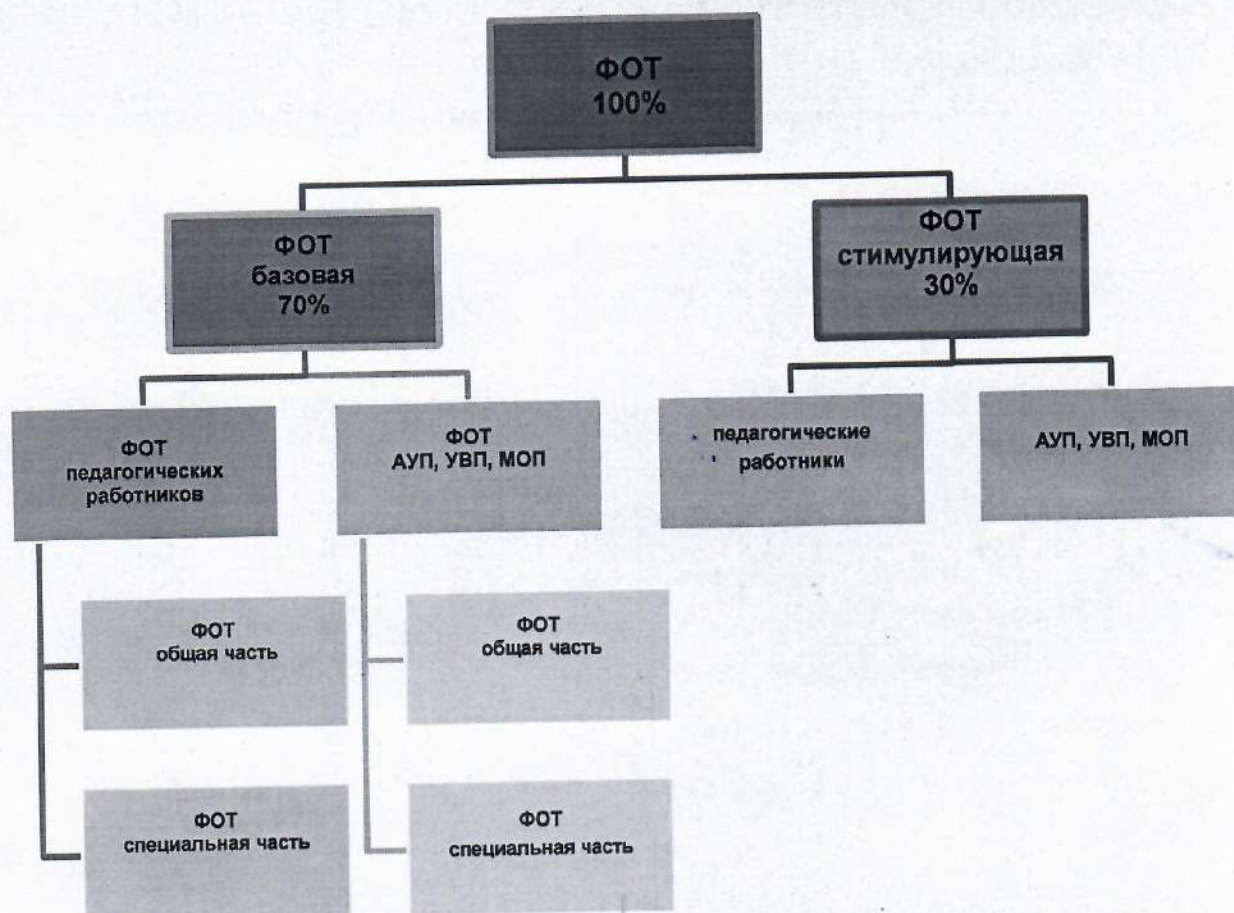 ФОТ
100%
ФОТ
базовая
70%
ФОТ
стимулирующая
30%
ФОТ
педагогических
работников
ФОТ
АУП, УВП, МОП
педагогические
работники
АУП, УВП, МОП
ФОТ
общая часть
ФОТ
общая часть
ФОТ
специальная часть
ФОТ
специальная часть